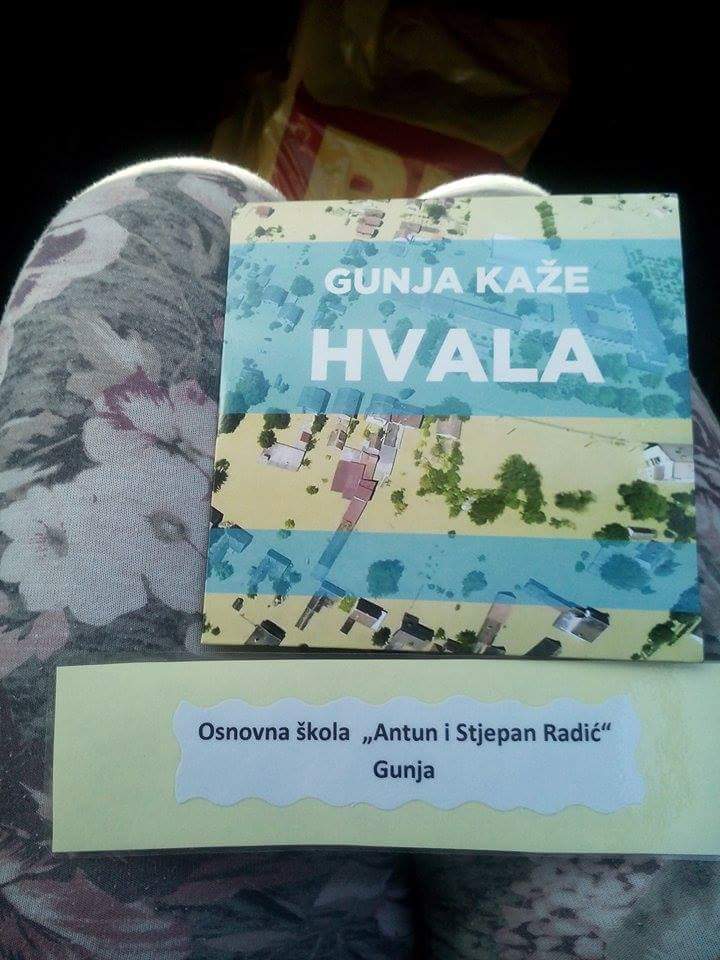 GUNJA KAŽE
HVALA
Osnovna škola „Antun i Stjepan Radić“
Gunja